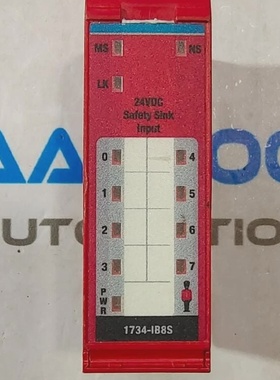 MS NS
LK
24VDC
Safety Sink
Input
0 4
1 5
2 6
3 7
PWR
1734-IB8S